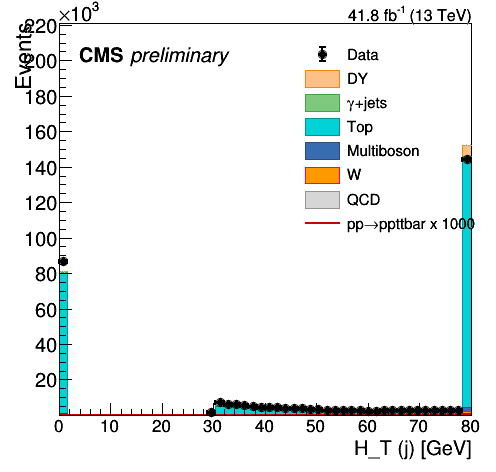 ×10³
41.8 fb⁻¹ (13 TeV)
Events
CMS preliminary
Data
DY
γ+jets
Top
Multiboson
W
QCD
pp→ppttbar x 1000
220
200
180
160
140
120
100
80
60
40
20
0 10 20 30 40 50 60 70 80
H_T (j) [GeV]